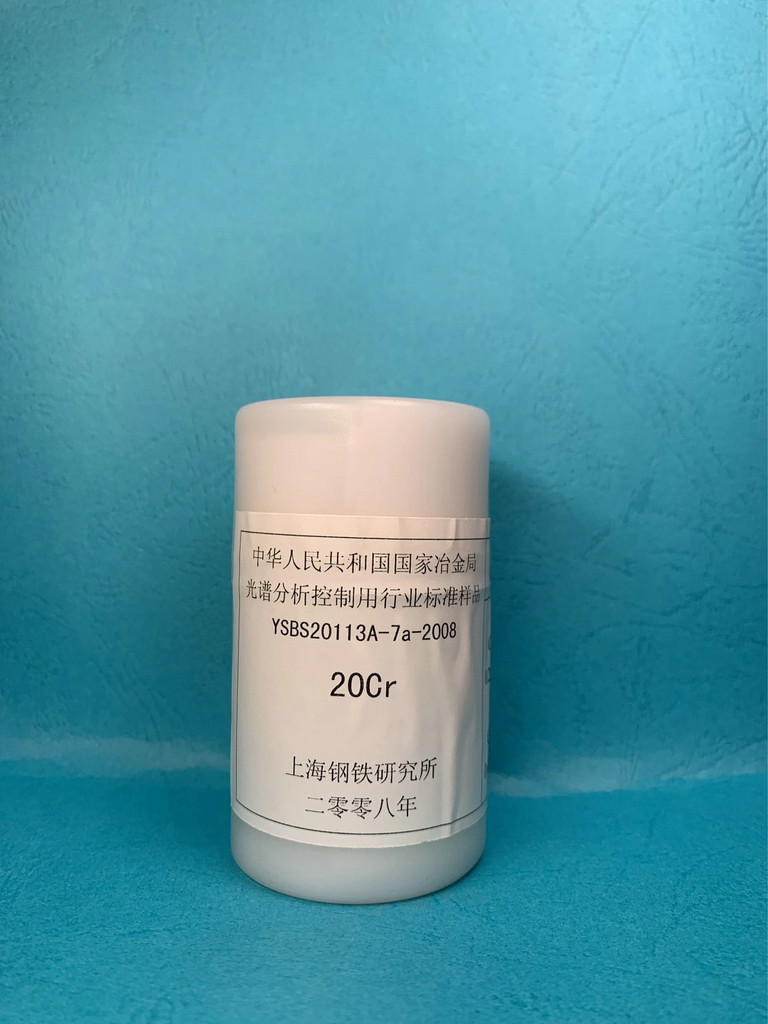 中华人民共和国国家冶金局
光谱分析控制用行业标准样品
YSBS20113A-7a-2008
20Cr
上海钢铁研究所
二零零八年